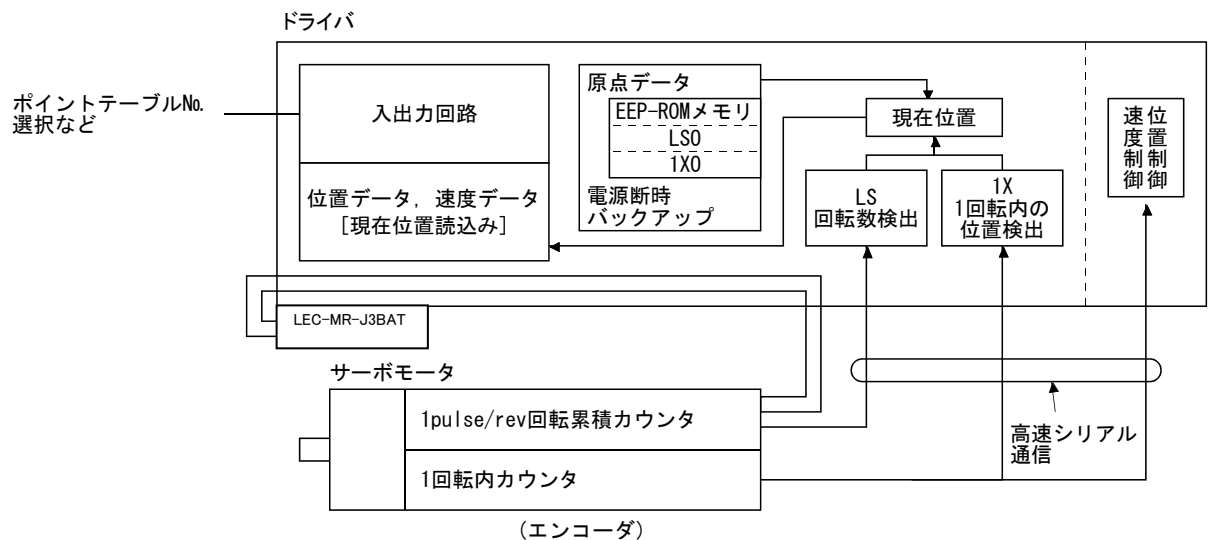 ドライバ
ポイントテーブル№
選択など
入出力回路
位置データ, 速度データ
[現在位置読込み]
原点データ
EEP-ROMメモリ
LS0
1X0
電源断時
バックアップ
現在位置
LS
回転数検出
1X
1回転内の
位置検出
位置制御
速度制御
LEC-MR-J3BAT
サーボモータ
1pulse/rev回転累積カウンタ
1回転内カウンタ
(エンコーダ)
高速シリアル
通信